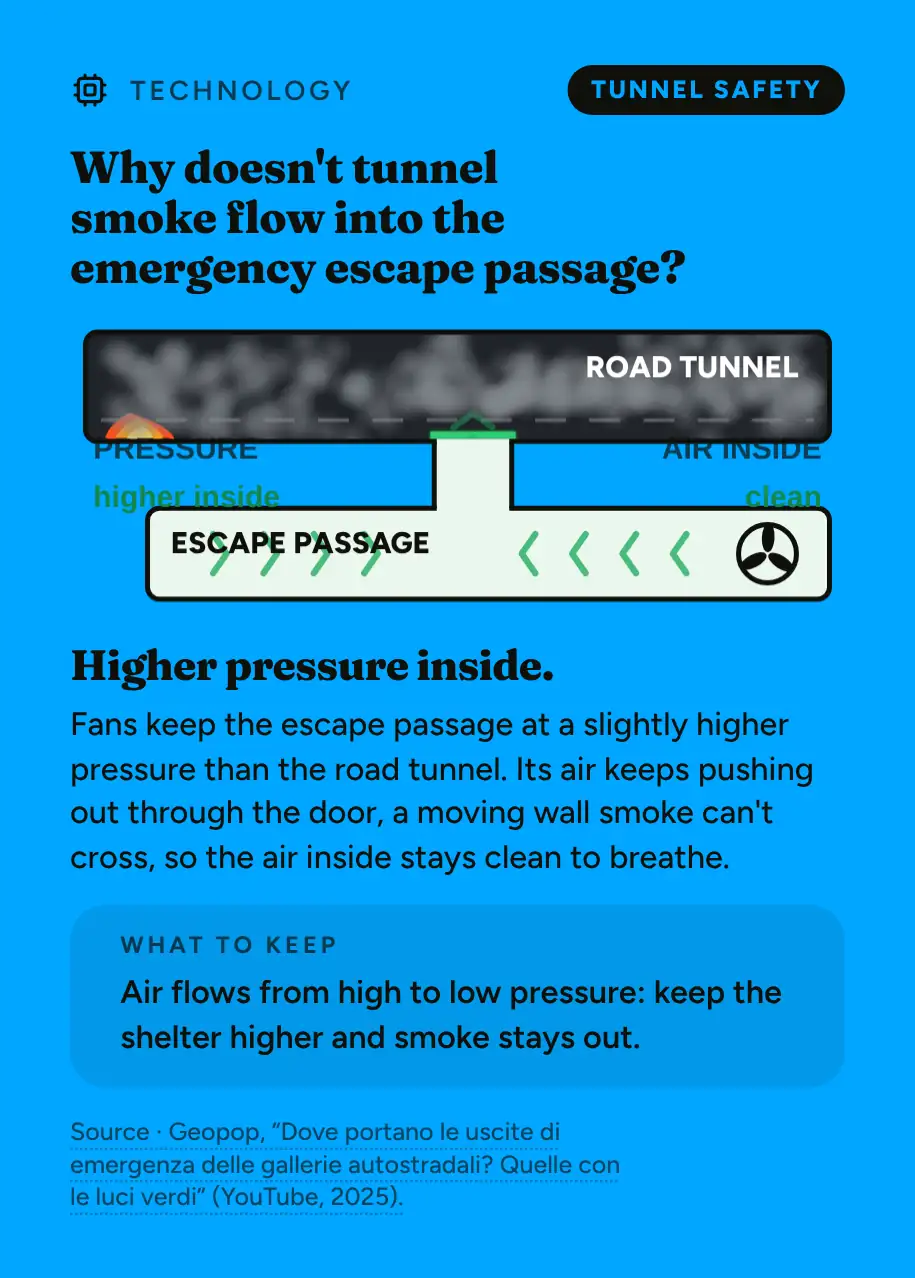 TECHNOLOGY
TUNNEL SAFETY
Why doesn't tunnel
smoke flow into the
emergency escape passage?
ROAD TUNNEL
PRESSURE
AIR INSIDE
higher inside
clean
ESCAPE PASSAGE
Higher pressure inside.
Fans keep the escape passage at a slightly higher
pressure than the road tunnel. Its air keeps pushing
out through the door, a moving wall smoke can't
cross, so the air inside stays clean to breathe.
WHAT TO KEEP
Air flows from high to low pressure: keep the
shelter higher and smoke stays out.
Source · Geopop, “Dove portano le uscite di
emergenza delle gallerie autostradali? Quelle con
le luci verdi” (YouTube, 2025).